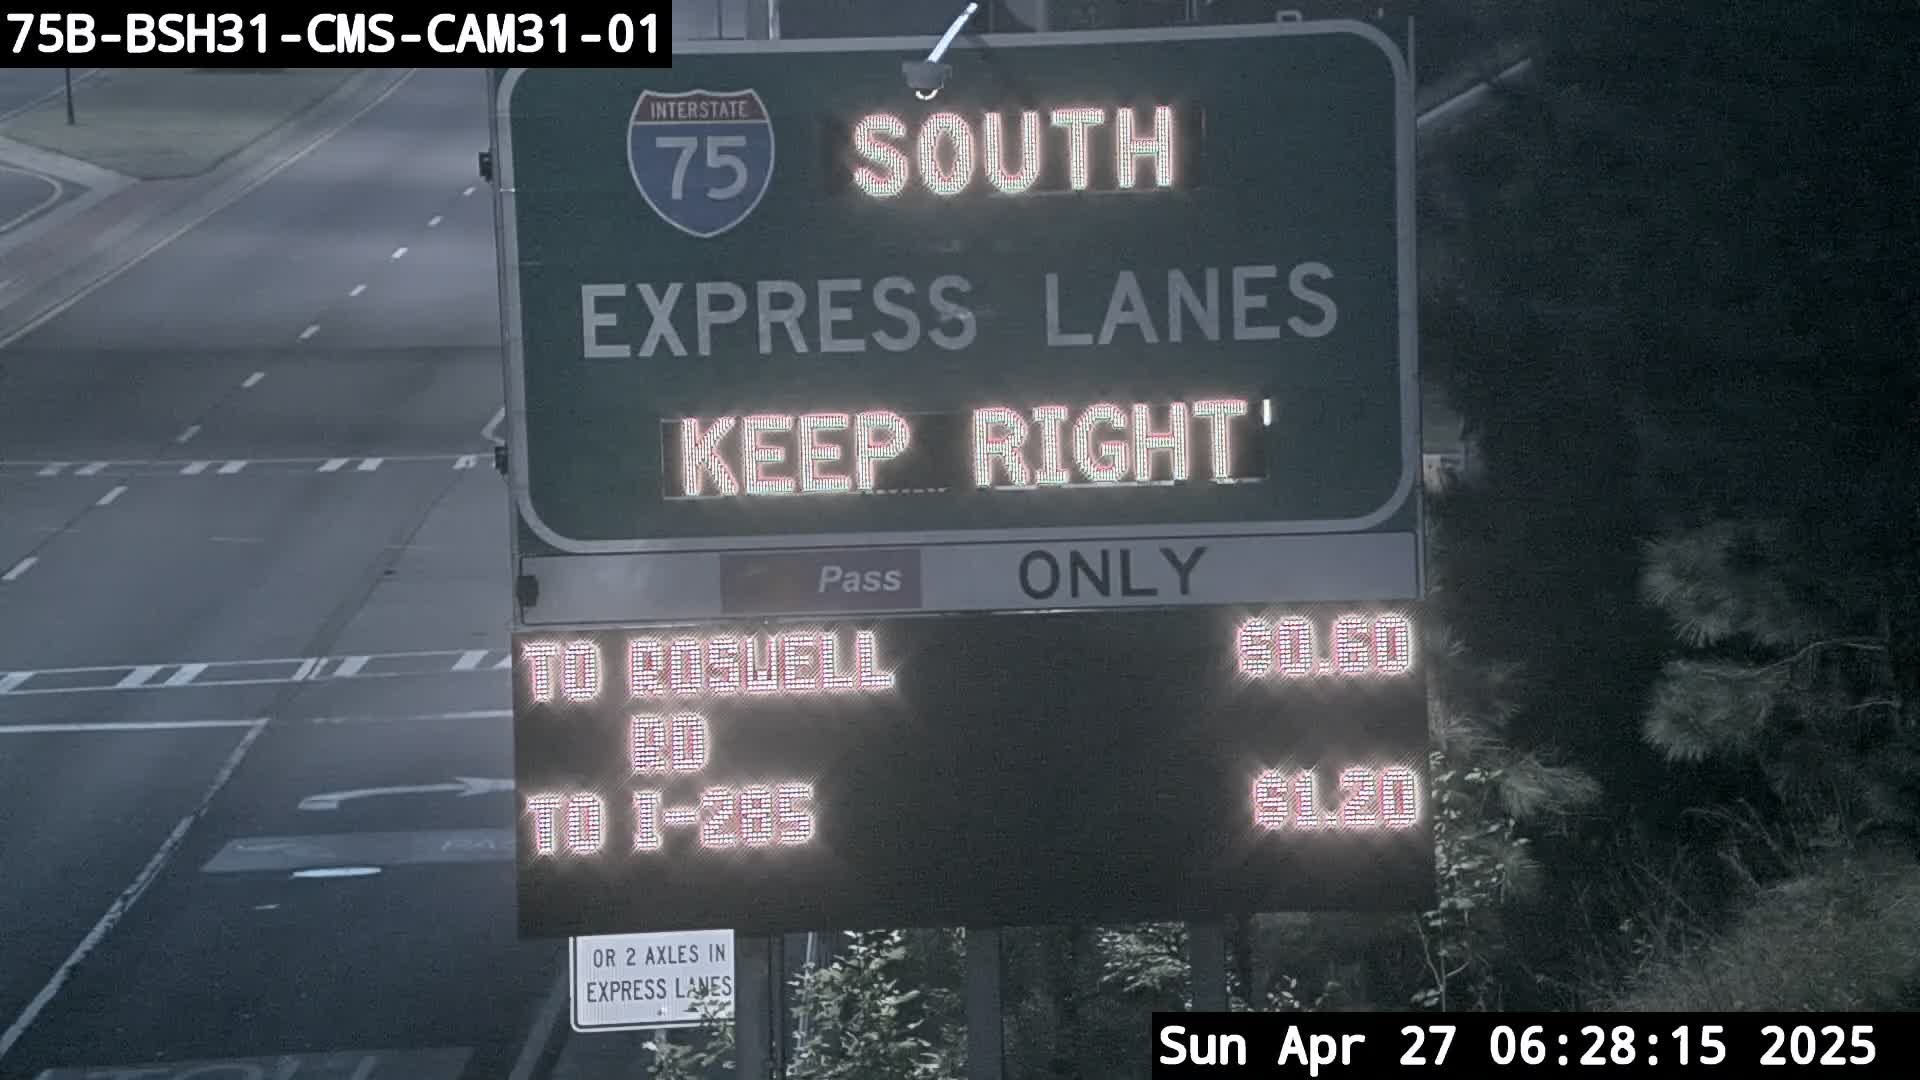 75B-BSH31-CMS-CAM31-01
INTERSTATE
75
SOUTH
EXPRESS LANES
KEEP RIGHT
Pass ONLY
TO ROSWELL $0.60
RD
TO I-285 $1.20
OR 2 AXLES IN
EXPRESS LANES
Sun Apr 27 06:28:15 2025